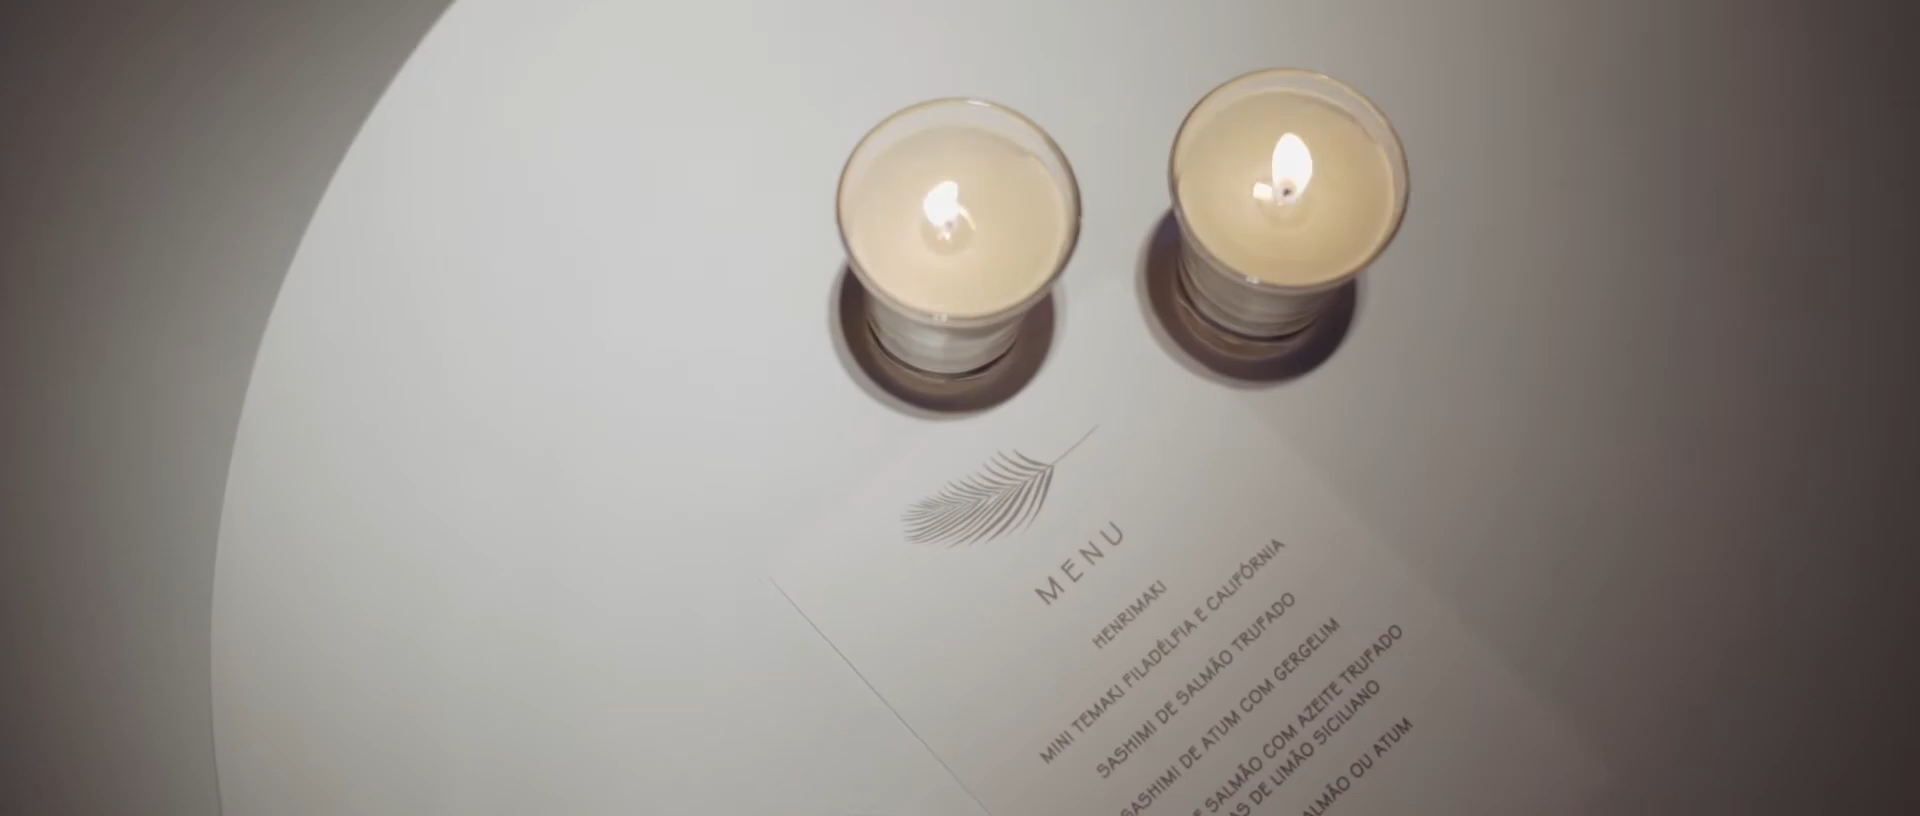 MENU
HENRIMAKI
MINI TEMAKI FILADÉLFIA E CALIFÓRNIA
SASHIMI DE SALMÃO TRUFADO
SASHIMI DE ATUM COM GERGELIM
SALMÃO COM AZEITE TRUFADO
DE LIMÃO SICILIANO
OU ATUM